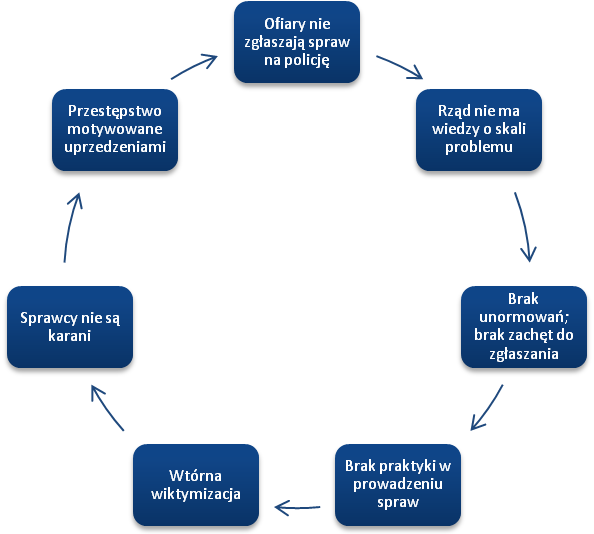 Ofiary nie
zgłaszają spraw
na policję
Rząd nie ma
wiedzy o skali
problemu
Brak
unormowań;
brak zachęt do
zgłaszania
Brak praktyki w
prowadzeniu
spraw
Wtórna
wiktymizacja
Sprawcy nie są
karani
Przestępstwo
motywowane
uprzedzeniami